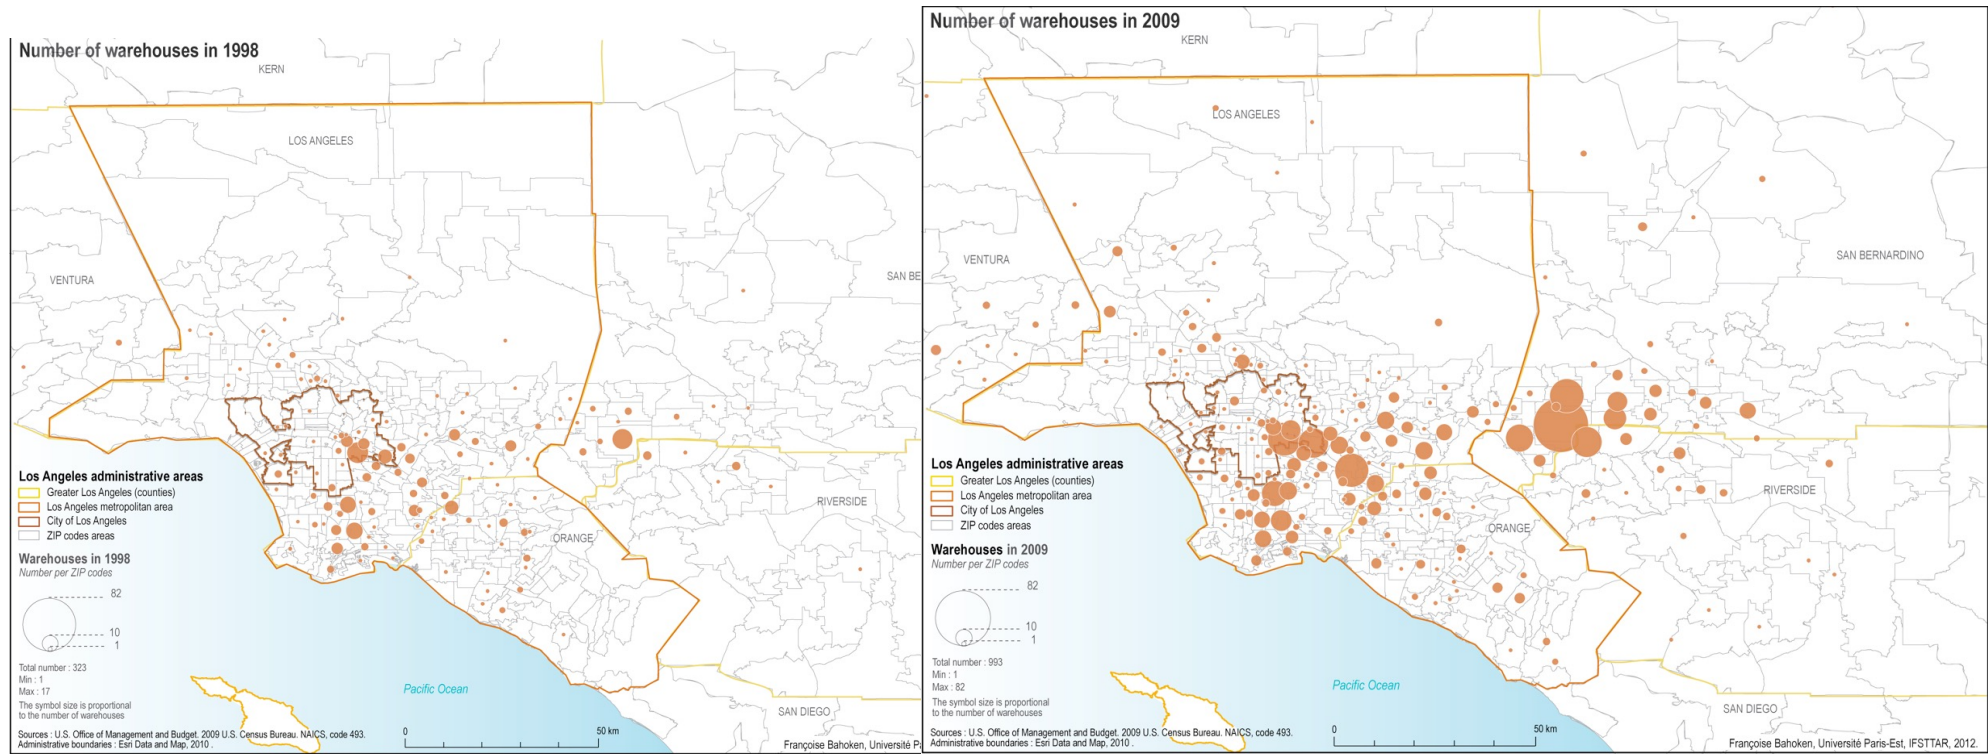 Number of warehouses in 1998
KERN
LOS ANGELES
VENTURA
SAN BE
Los Angeles administrative areas
Greater Los Angeles (counties)
Los Angeles metropolitan area
City of Los Angeles
ZIP codes areas
RIVERSIDE
ORANGE
Warehouses in 1998
Number per ZIP codes
82
10
1
Total number : 323
Min : 1
Max : 17
The symbol size is proportional
to the number of warehouses
Pacific Ocean
SAN DIEGO
0
50 km
Sources : U.S. Office of Management and Budget. 2009 U.S. Census Bureau. NAICS, code 493.
Administrative boundaries : Esri Data and Map, 2010 .
Françoise Bahoken, Université Pa
Number of warehouses in 2009
KERN
LOS ANGELES
VENTURA
SAN BERNARDINO
Los Angeles administrative areas
Greater Los Angeles (counties)
Los Angeles metropolitan area
City of Los Angeles
ZIP codes areas
RIVERSIDE
ORANGE
Warehouses in 2009
Number per ZIP codes
82
10
1
Total number : 993
Min : 1
Max : 82
The symbol size is proportional
to the number of warehouses
Pacific Ocean
SAN DIEGO
0
50 km
Sources : U.S. Office of Management and Budget. 2009 U.S. Census Bureau. NAICS, code 493.
Administrative boundaries : Esri Data and Map, 2010 .
Françoise Bahoken, Université Paris-Est, IFSTTAR, 2012.